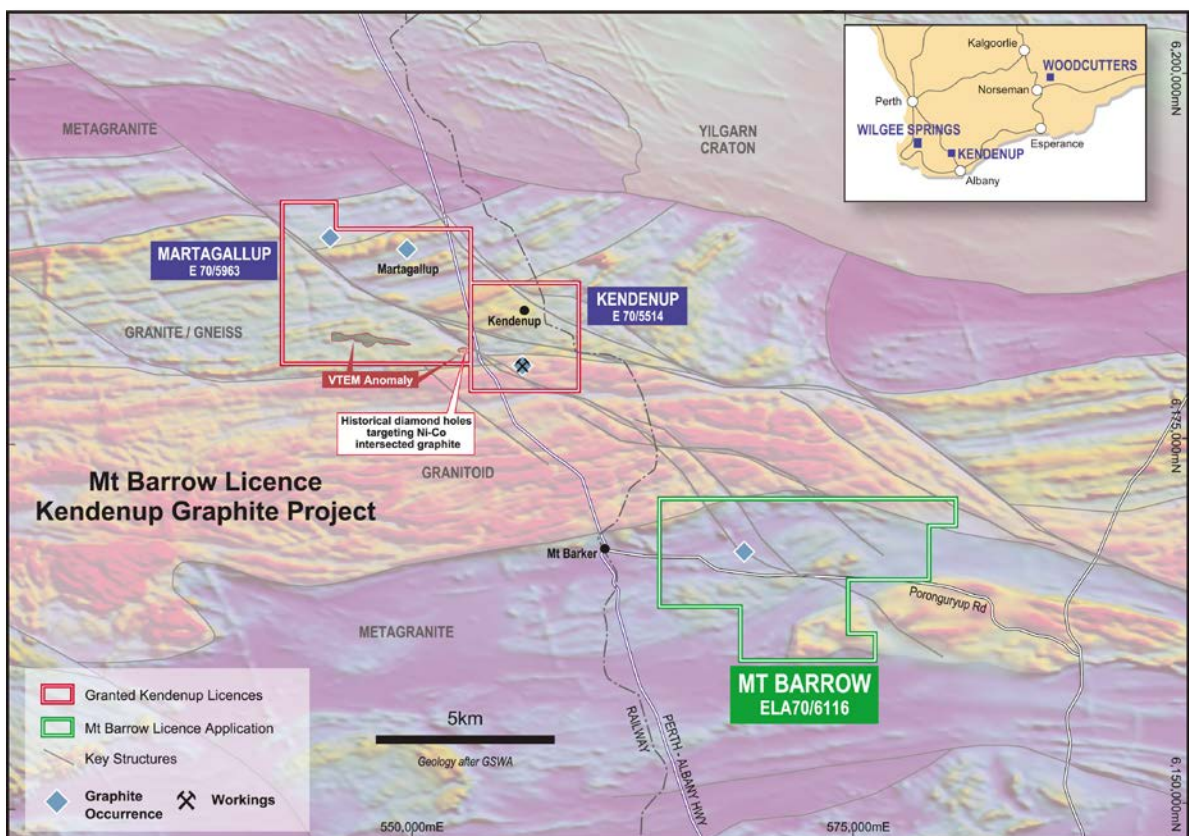 METAGRANITE
YILGARN
CRATON
Kalgoorlie
WOODCUTTERS
Norseman
Perth
WILGEE SPRINGS
Esperance
KENDENUP
Albany
6,200,000mN
MARTAGALLUP
E 70/5963
Martagallup
KENDENUP
E 70/5514
Kendenup
GRANITE / GNEISS
VTEM Anomaly
Historical diamond holes
targeting Ni-Co
intersected graphite
6,175,000mN
GRANITOID
Mt Barrow Licence
Kendenup Graphite Project
Mt Barker
Poronguryup Rd
METAGRANITE
MT BARROW
ELA70/6116
Granted Kendenup Licences
Mt Barrow Licence Application
Key Structures
Graphite
Occurrence
Workings
5km
Geology after GSWA
RAILWAY
PERTH - ALBANY HWY
6,150,000mN
550,000mE
575,000mE